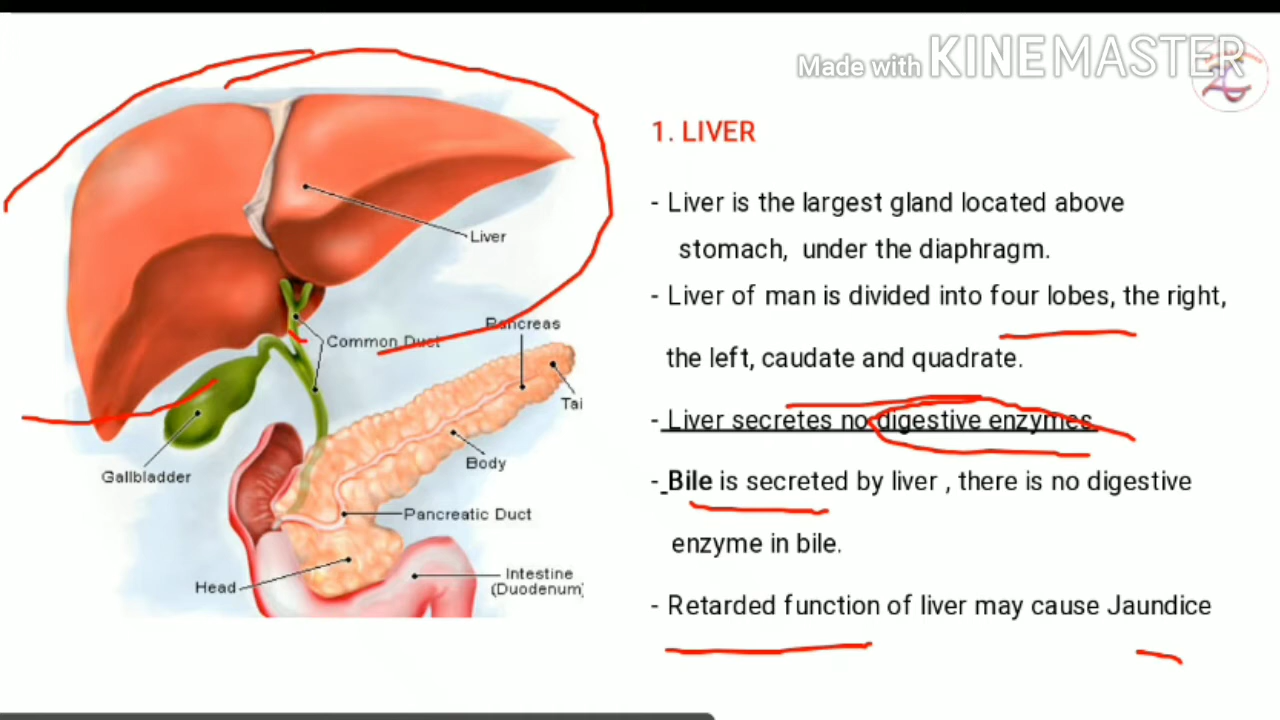 Made with KINEMASTER
1. LIVER
- Liver is the largest gland located above
stomach, under the diaphragm.
- Liver of man is divided into four lobes, the right,
the left, caudate and quadrate.
- Liver secretes no digestive enzymes.
- Bile is secreted by liver , there is no digestive
enzyme in bile.
- Retarded function of liver may cause Jaundice
Liver
Pancreas
Common Duct
Tai
Body
Gallbladder
Pancreatic Duct
Head
Intestine
(Duodenum)